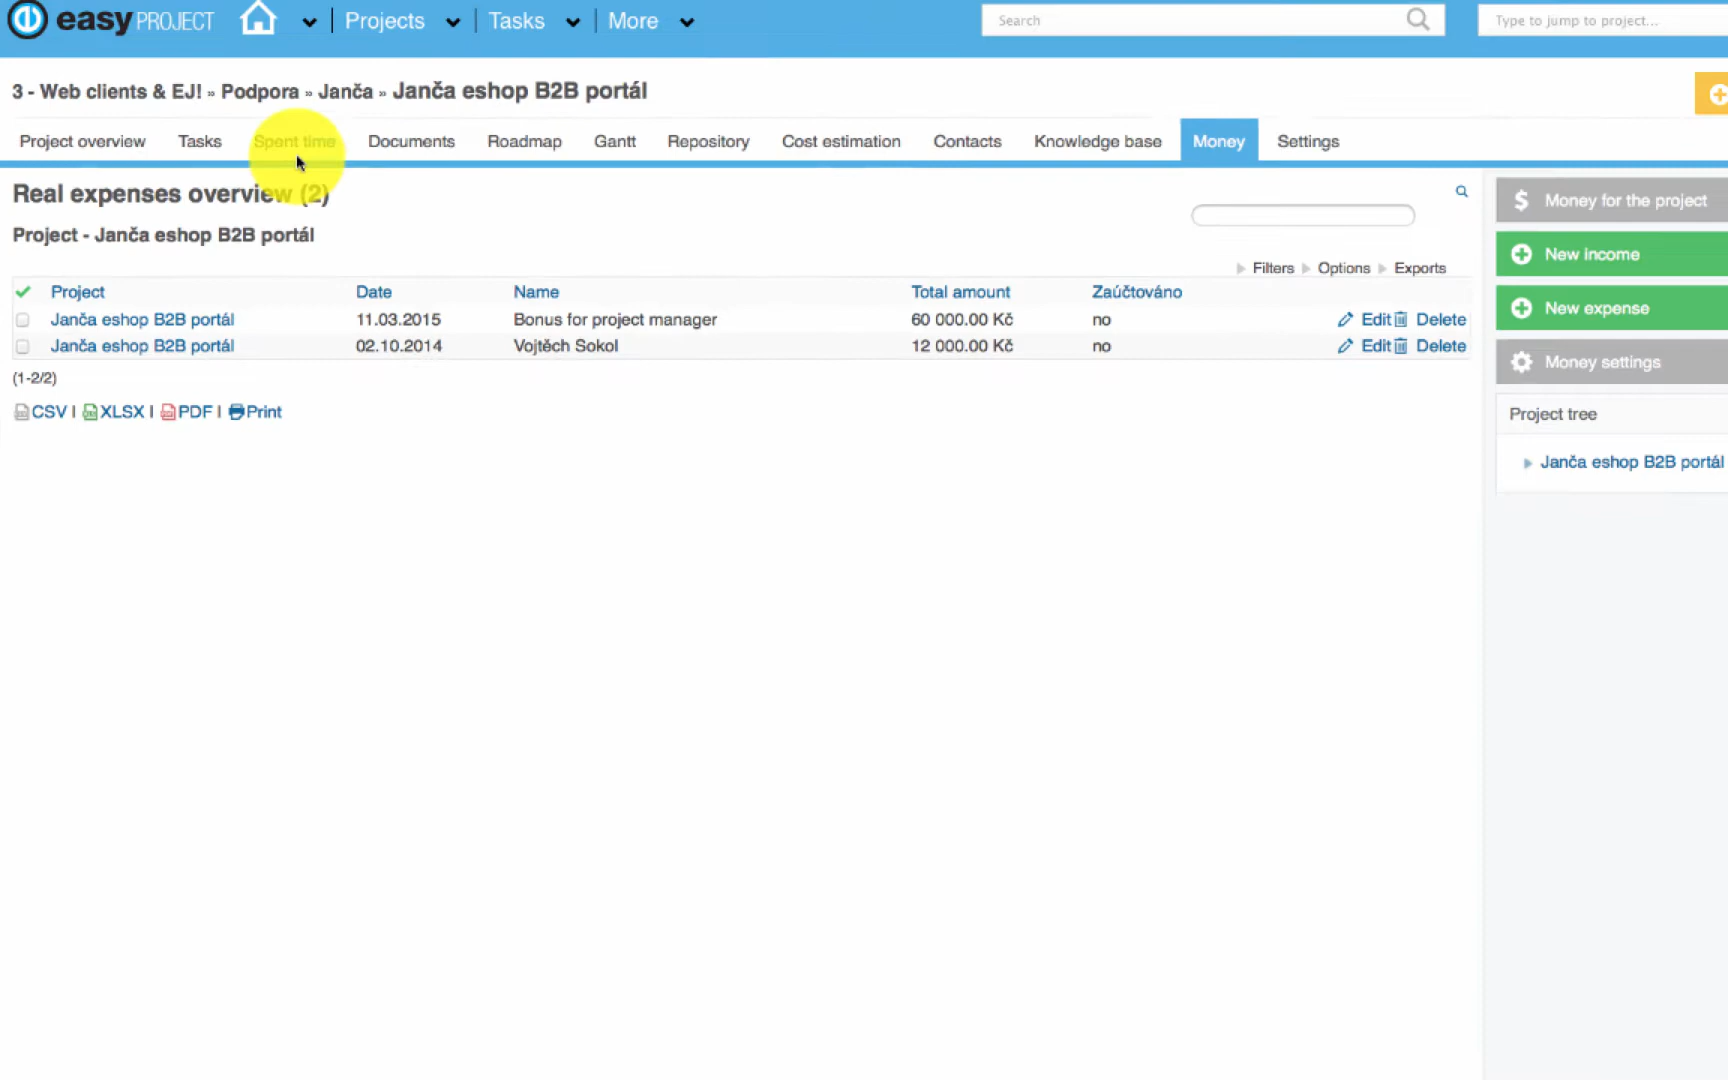 easy PROJECT Projects Tasks More Search Type to jump to project...
3 - Web clients & EJ! » Podpora » Janča » Janča eshop B2B portál
Project overview Tasks Spent time Documents Roadmap Gantt Repository Cost estimation Contacts Knowledge base Money Settings
Real expenses overview (2)
Project - Janča eshop B2B portál
Filters Options Exports
Project Date Name Total amount Zaúčtováno
Janča eshop B2B portál 11.03.2015 Bonus for project manager 60 000.00 Kč no Edit Delete
Janča eshop B2B portál 02.10.2014 Vojtěch Sokol 12 000.00 Kč no Edit Delete
(1-2/2)
CSV | XLSX | PDF | Print
Money for the project
New income
New expense
Money settings
Project tree
Janča eshop B2B portál